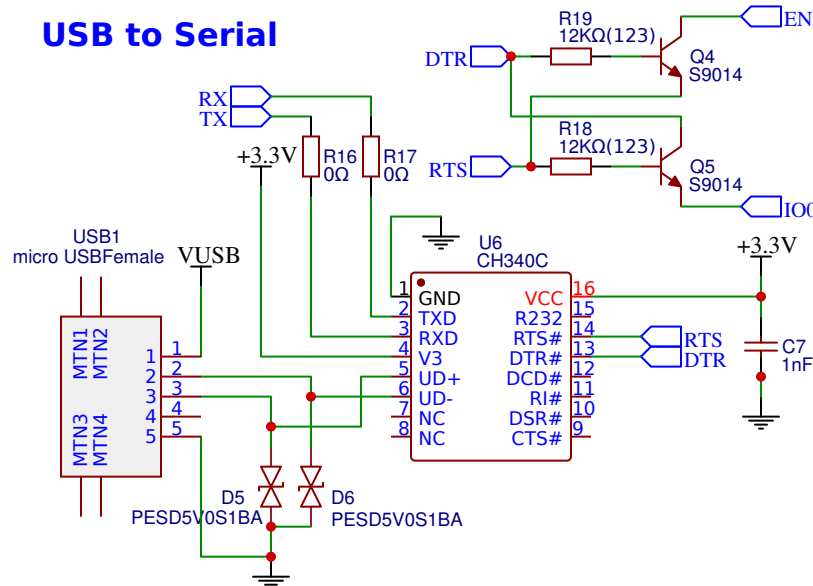 USB to Serial
R19
12KΩ(123)
EN
DTR
Q4
S9014
RX
TX
R18
12KΩ(123)
+3.3V
R16
0Ω
R17
0Ω
RTS
Q5
S9014
IO0
USB1
micro USBFemale
VUSB
U6
CH340C
+3.3V
1 GND
VCC 16
2 TXD
R232 15
3 RXD
RTS# 14
RTS
4 V3
DTR# 13
DTR
5 UD+
DCD# 12
6 UD-
RI# 11
7 NC
DSR# 10
8 NC
CTS# 9
C7
1nF
MTN1
MTN2
MTN3
MTN4
1 1
2 2
3 3
4 4
5 5
D5
PESD5V0S1BA
D6
PESD5V0S1BA